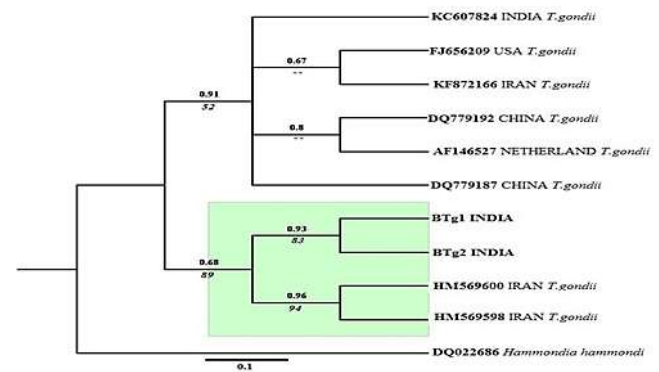 KC607824 INDIA T.gondii
FJ656209 USA T.gondii
0.67
--
KF872166 IRAN T.gondii
0.91
52
DQ779192 CHINA T.gondii
0.8
--
AF146527 NETHERLAND T.gondii
DQ779187 CHINA T.gondii
BTg1 INDIA
0.93
83
BTg2 INDIA
0.68
89
HM569600 IRAN T.gondii
0.96
94
HM569598 IRAN T.gondii
DQ022686 Hammondia hammondi
0.1